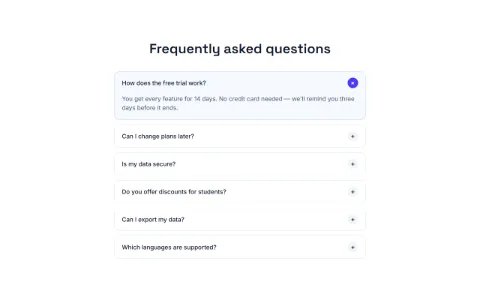 Frequently asked questions
How does the free trial work?
You get every feature for 14 days. No credit card needed — we'll remind you three
days before it ends.
Can I change plans later?
Is my data secure?
Do you offer discounts for students?
Can I export my data?
Which languages are supported?